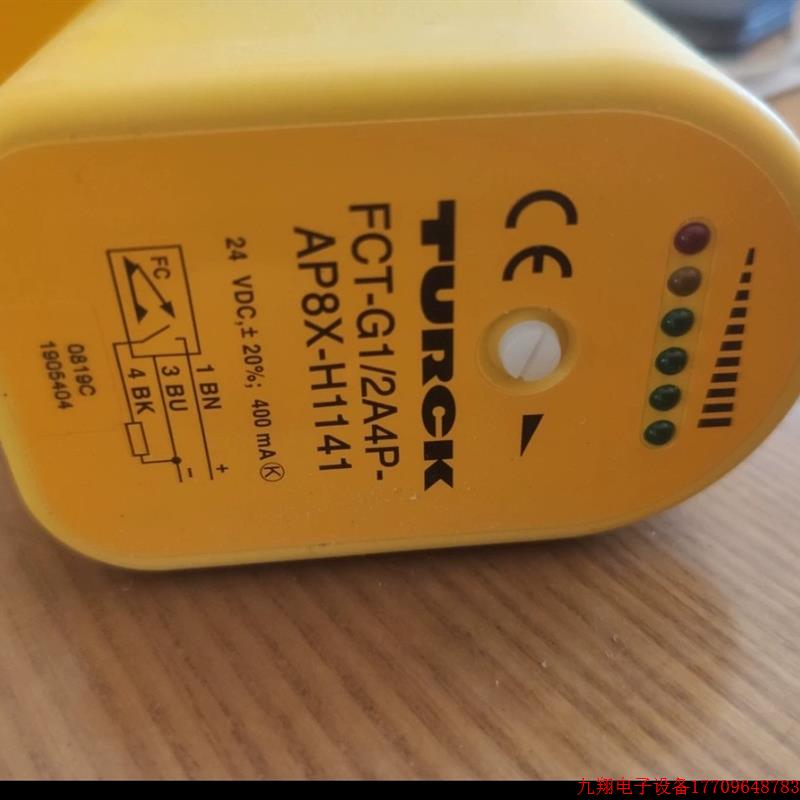 CE
TURCK
FCT-G1/2A4P-
AP8X-H1141
24 VDC, ± 20%; 400 mA Ⓚ
FC
1 BN +
3 BU -
4 BK
0819C
1905404
九翔电子设备17709648783